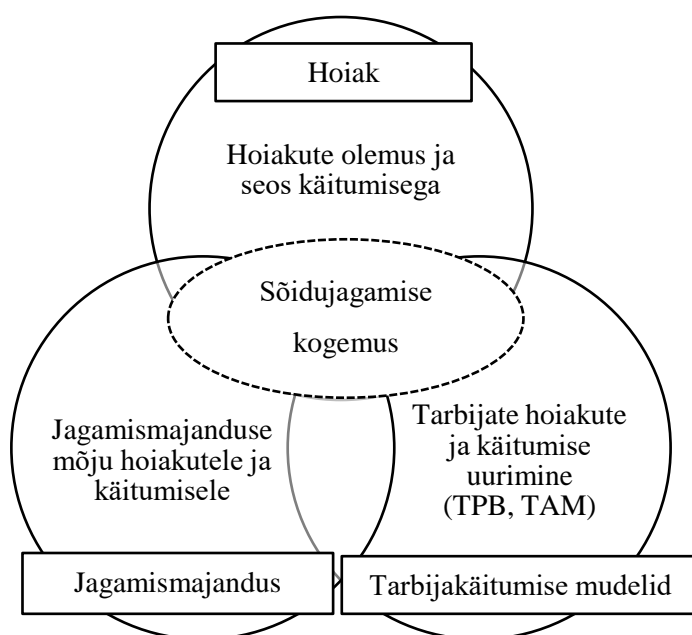 Hoiak
Hoiakute olemus ja
seos käitumisega
Sõidujagamise
kogemus
Jagamismajanduse
mõju hoiakutele ja
käitumisele
Tarbijate hoiakute
ja käitumise
uurimine
(TPB, TAM)
Jagamismajandus
Tarbijakäitumise mudelid